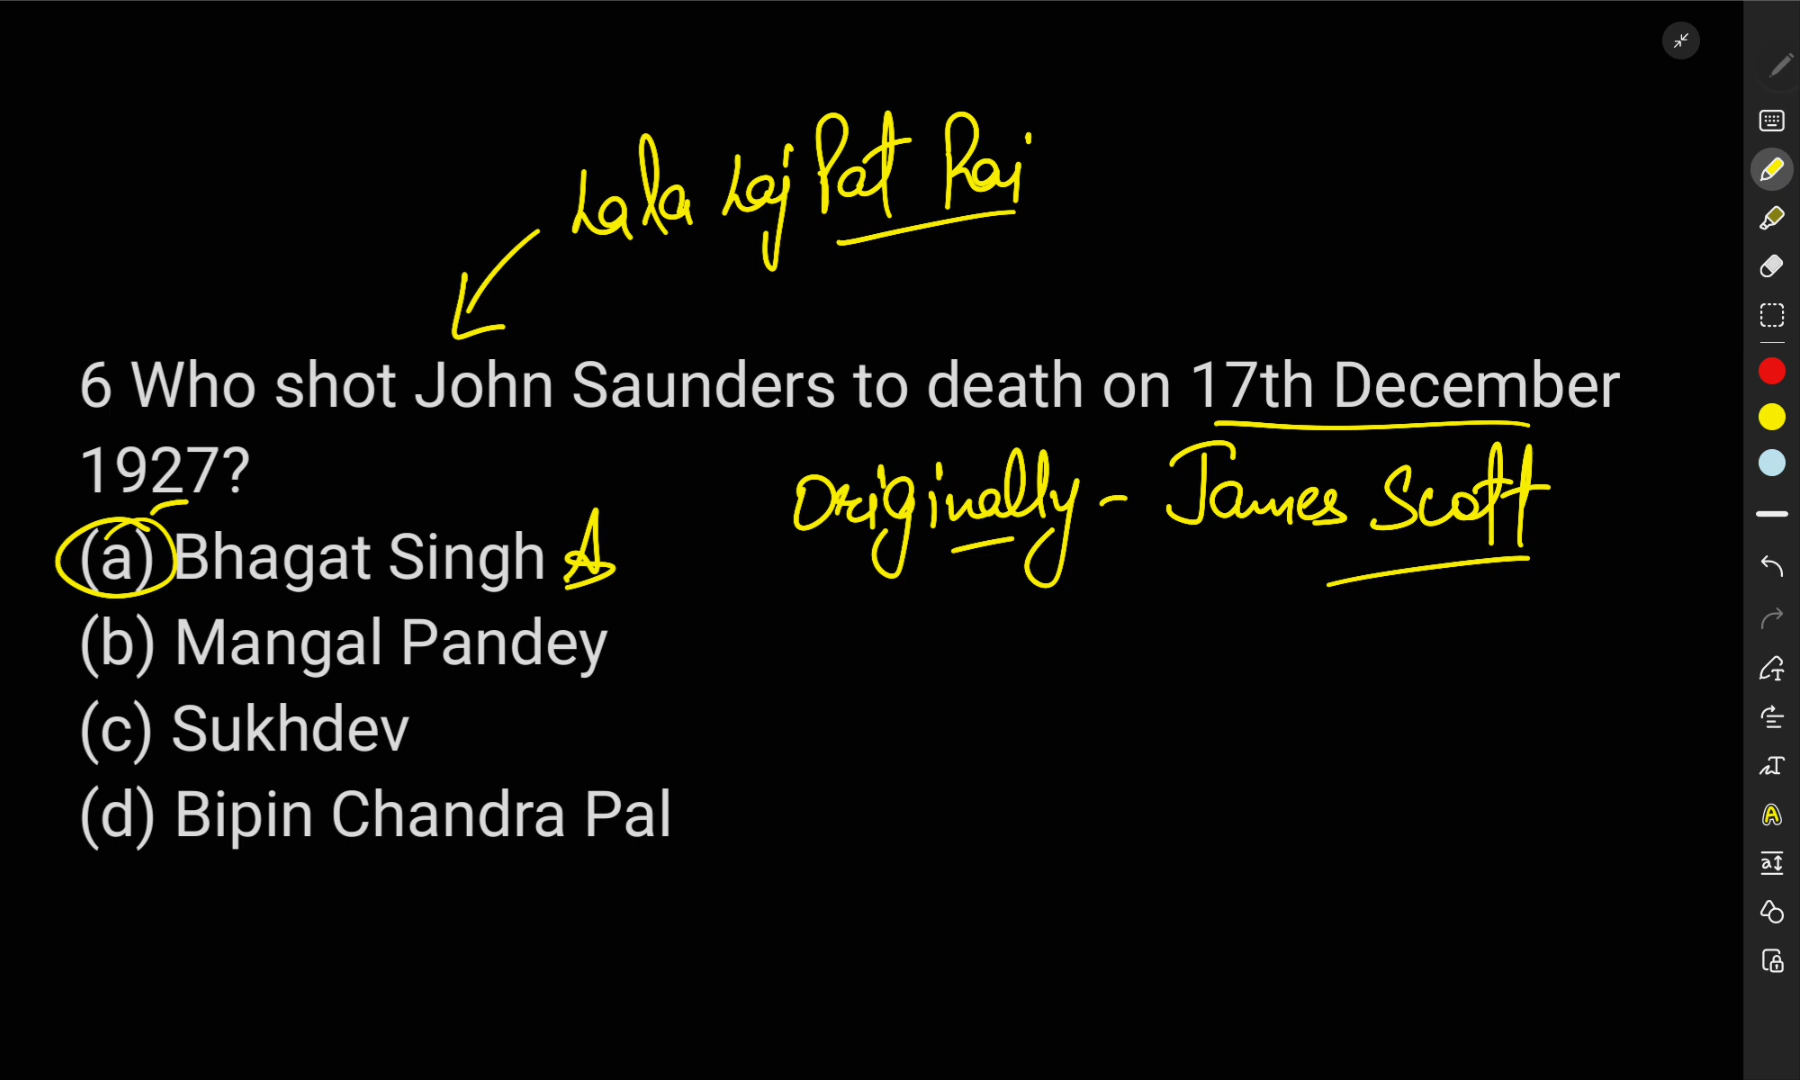 Lala Laj Pat Rai
6 Who shot John Saunders to death on 17th December
1927?
Originally - James Scott
(a) Bhagat Singh A
(b) Mangal Pandey
(c) Sukhdev
(d) Bipin Chandra Pal